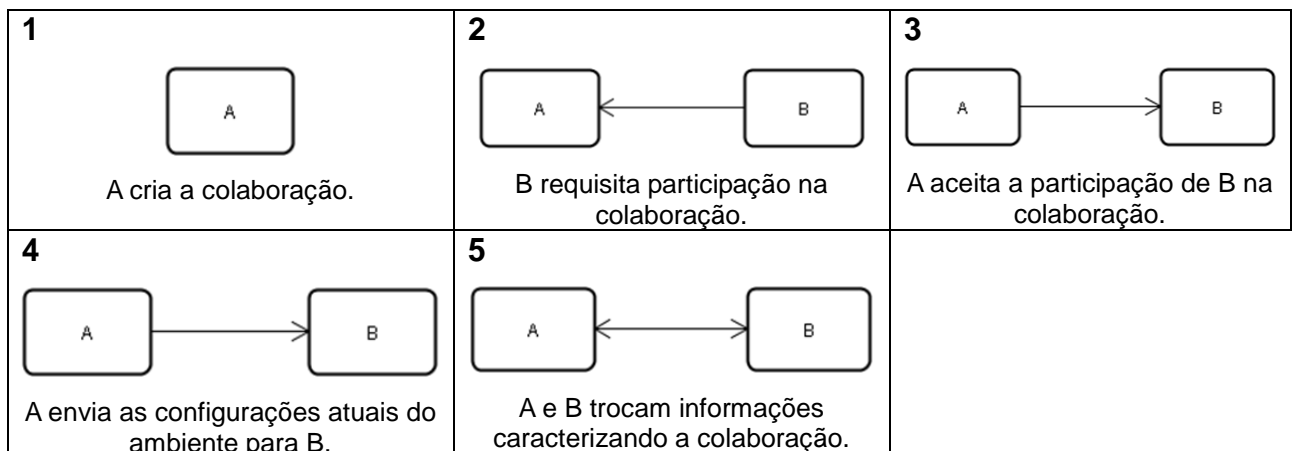 1
A
A cria a colaboração.
2
A
B
B requisita participação na
colaboração.
3
A
B
A aceita a participação de B na
colaboração.
4
A
B
A envia as configurações atuais do
ambiente para B.
5
A
B
A e B trocam informações
caracterizando a colaboração.